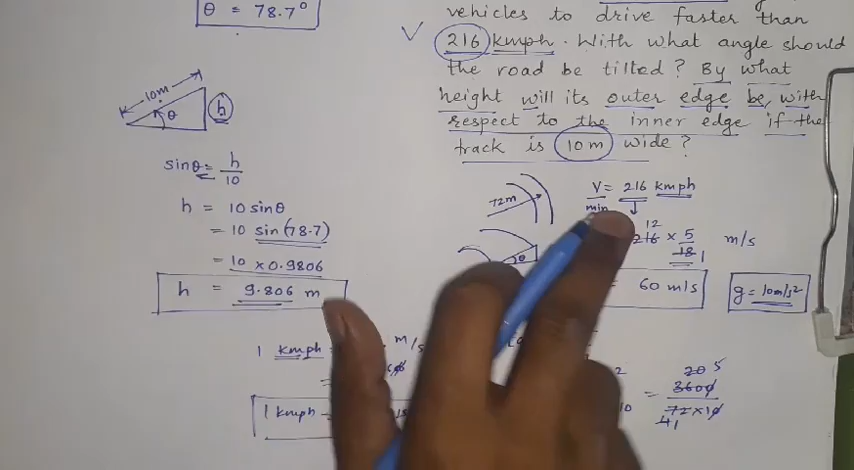 θ = 78.7°
vehicles to drive faster than
216 kmph. With what angle should
the road be tilted? By what
height will its outer edge be, with
respect to the inner edge if the
track is 10m wide?
10m
θ
h
sinθ = h/10
h = 10 sinθ
= 10 sin(78.7)
= 10 × 0.9806
h = 9.806 m
72m
θ
V = 216 kmph
min
12
216 × 5/18 1 m/s
60 m/s
g = 10m/s²
1 kmph
m/s
=
1 kmph =
2
10
= 20 5
3600
72×10
41